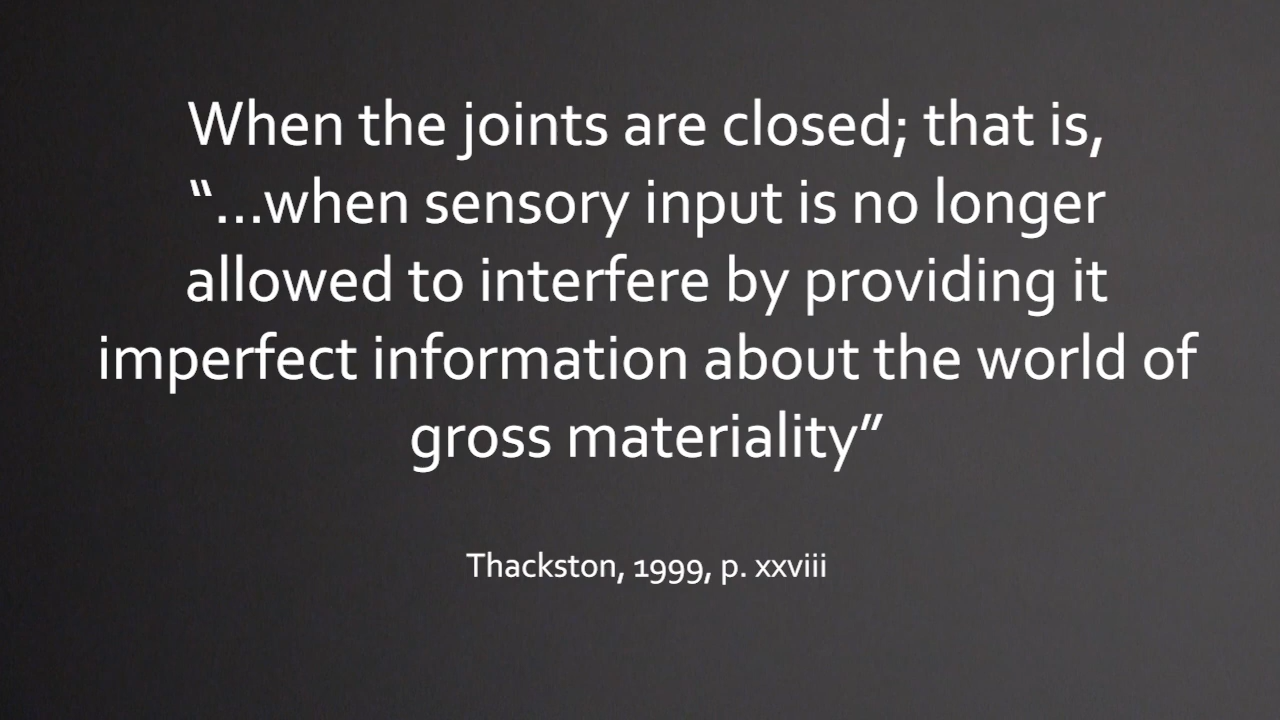 When the joints are closed; that is,
“...when sensory input is no longer
allowed to interfere by providing it
imperfect information about the world of
gross materiality”
Thackston, 1999, p. xxviii